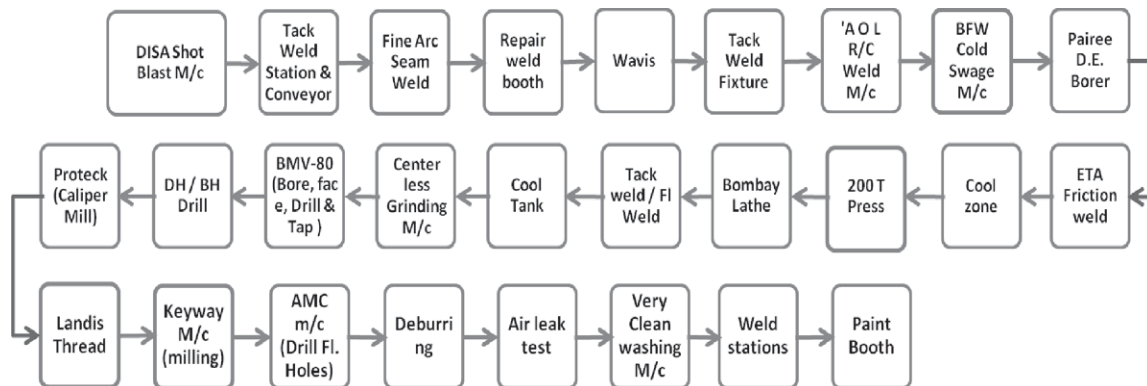 DISA Shot
Blast M/c
Tack
Weld
Station &
Conveyor
Fine Arc
Seam
Weld
Repair
weld
booth
Wavis
Tack
Weld
Fixture
'A O L
R/C
Weld
M/c
BFW
Cold
Swage
M/c
Pairee
D.E.
Borer
Proteck
(Caliper
Mill)
DH / BH
Drill
BMV-80
(Bore, fac
e, Drill &
Tap )
Center
less
Grinding
M/c
Cool
Tank
Tack
weld / Fl
Weld
Bombay
Lathe
200 T
Press
Cool
zone
ETA
Friction
weld
Landis
Thread
Keyway
M/c
(milling)
AMC
m/c
(Drill Fl.
Holes)
Deburri
ng
Air leak
test
Very
Clean
washing
M/c
Weld
stations
Paint
Booth